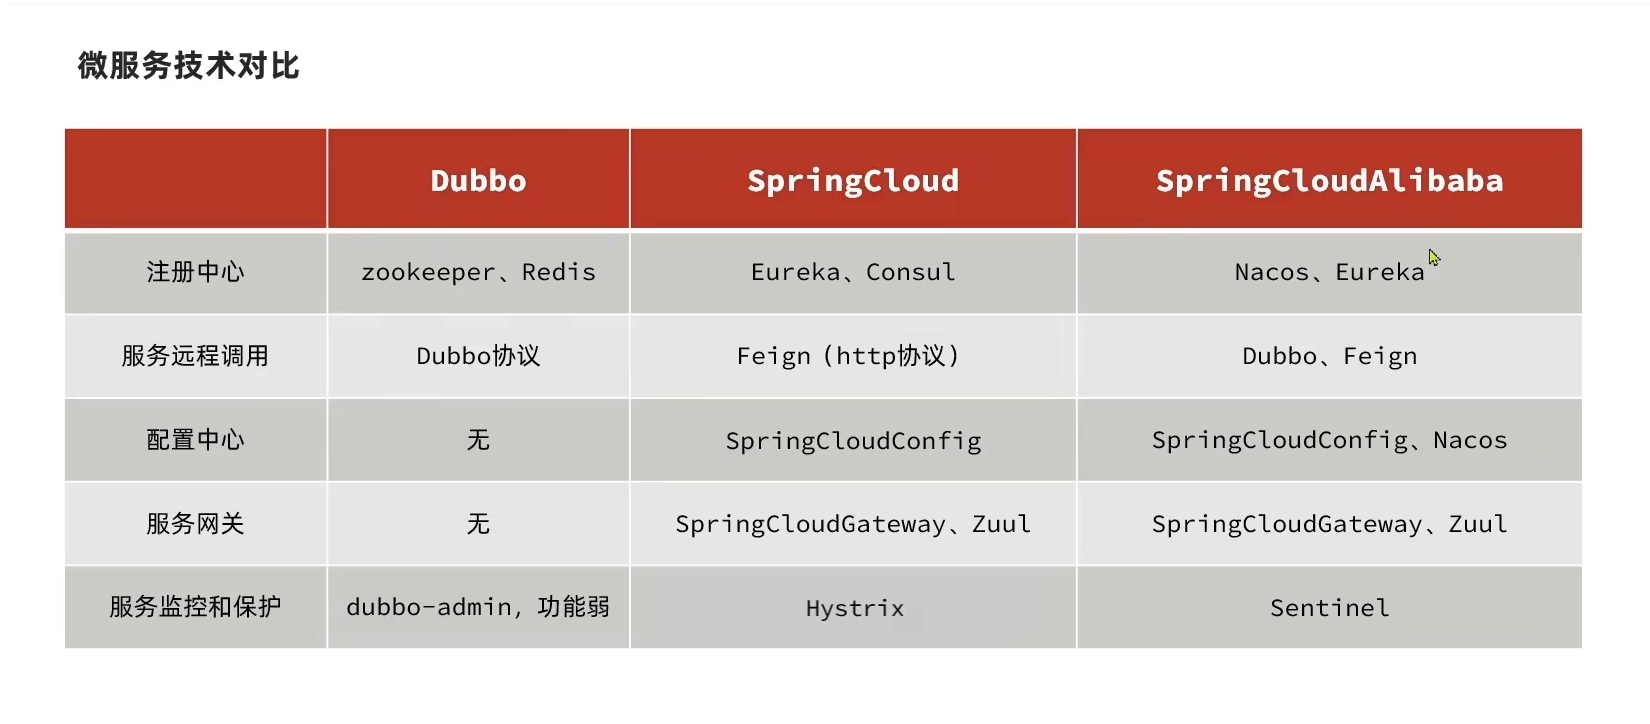 微服务技术对比
Dubbo SpringCloud SpringCloudAlibaba
注册中心 zookeeper、Redis Eureka、Consul Nacos、Eureka
服务远程调用 Dubbo协议 Feign（http协议） Dubbo、Feign
配置中心 无 SpringCloudConfig SpringCloudConfig、Nacos
服务网关 无 SpringCloudGateway、Zuul SpringCloudGateway、Zuul
服务监控和保护 dubbo-admin，功能弱 Hystrix Sentinel